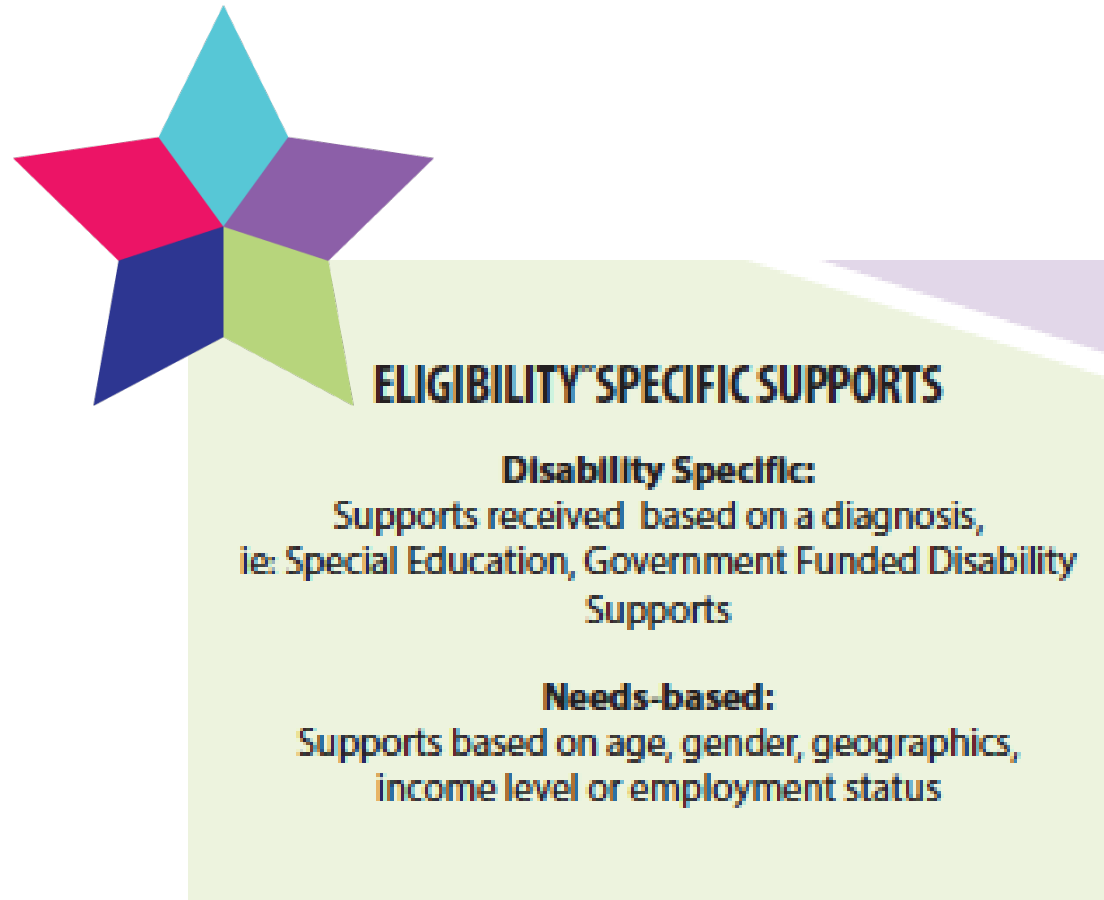 ELIGIBILITY SPECIFIC SUPPORTS
Disability Specific:
Supports received based on a diagnosis,
ie: Special Education, Government Funded Disability
Supports
Needs-based:
Supports based on age, gender, geographics,
income level or employment status